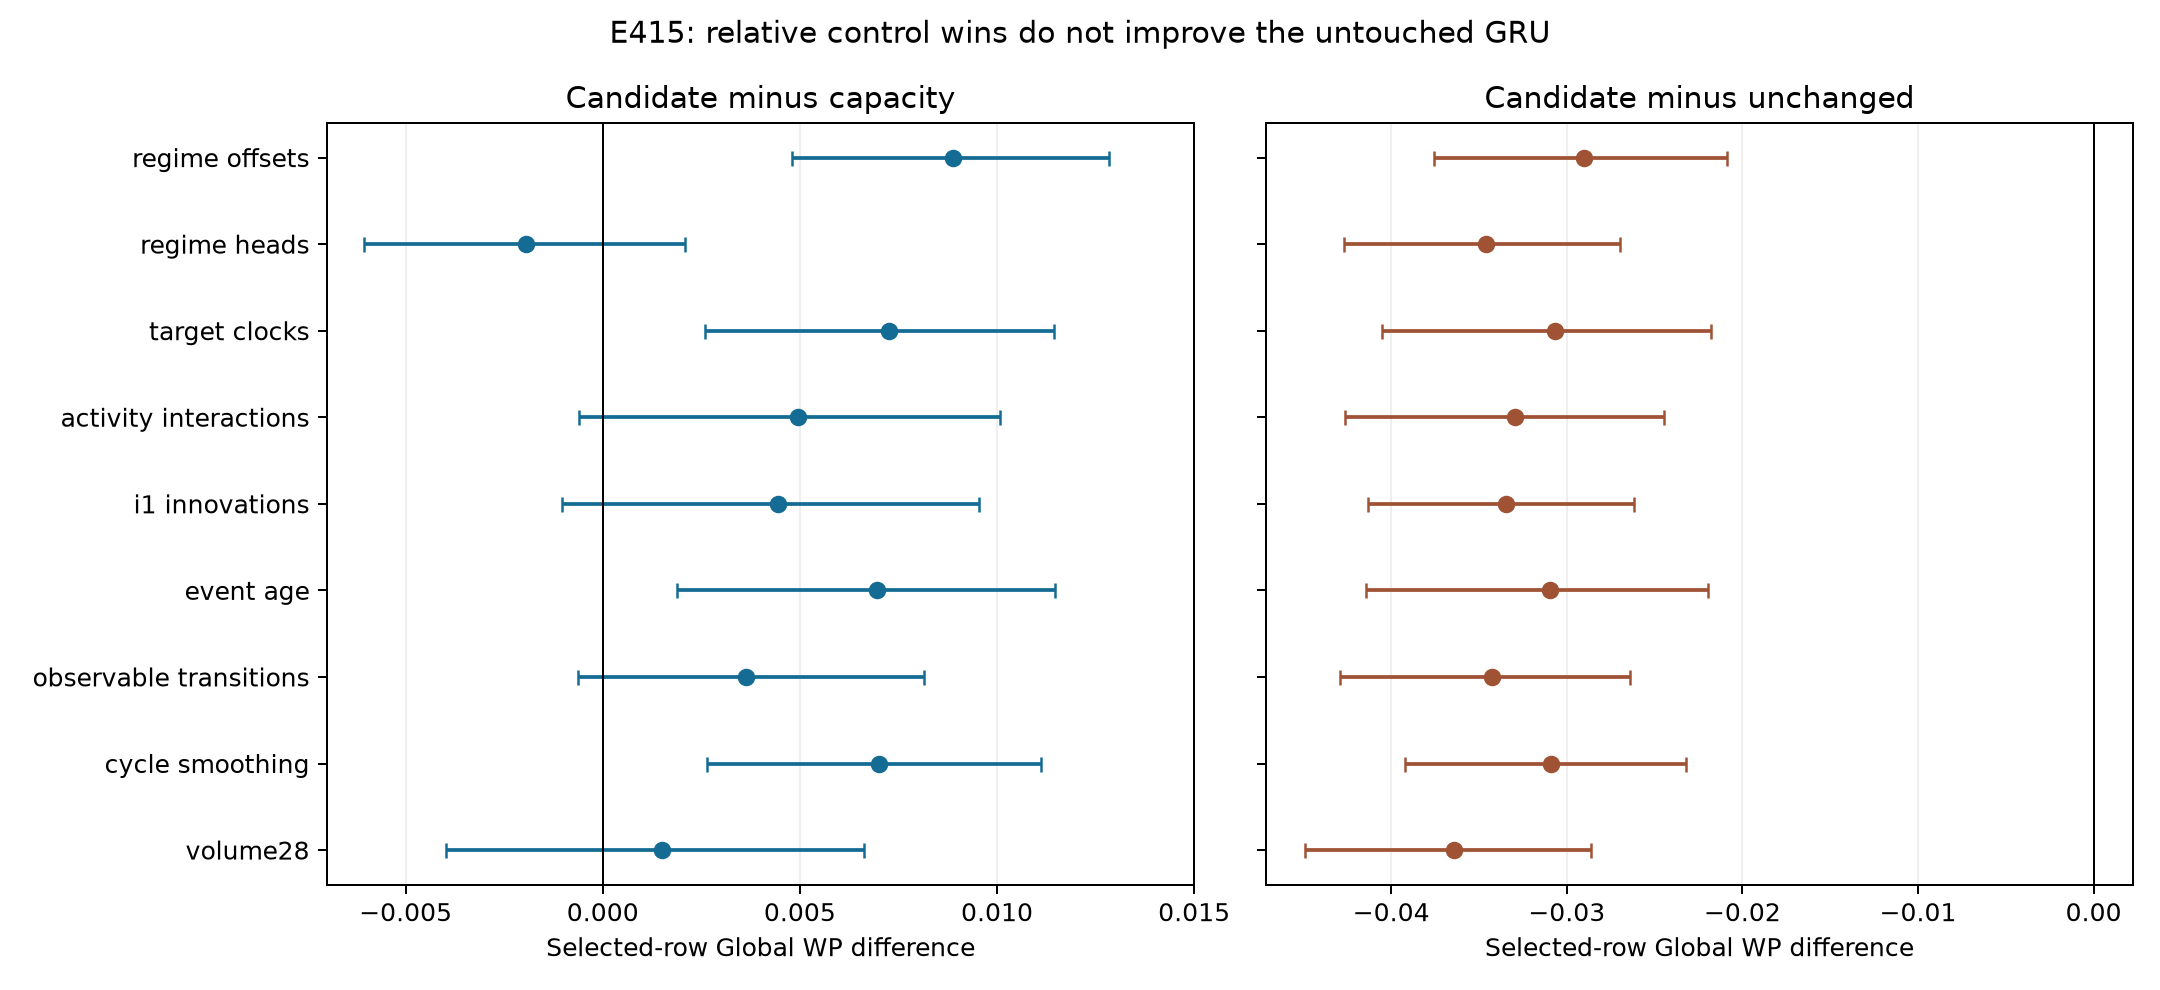 E415: relative control wins do not improve the untouched GRU
Candidate minus capacity
Candidate minus unchanged
regime offsets
regime heads
target clocks
activity interactions
i1 innovations
event age
observable transitions
cycle smoothing
volume28
−0.005 0.000 0.005 0.010 0.015
−0.04 −0.03 −0.02 −0.01 0.00
Selected-row Global WP difference
Selected-row Global WP difference